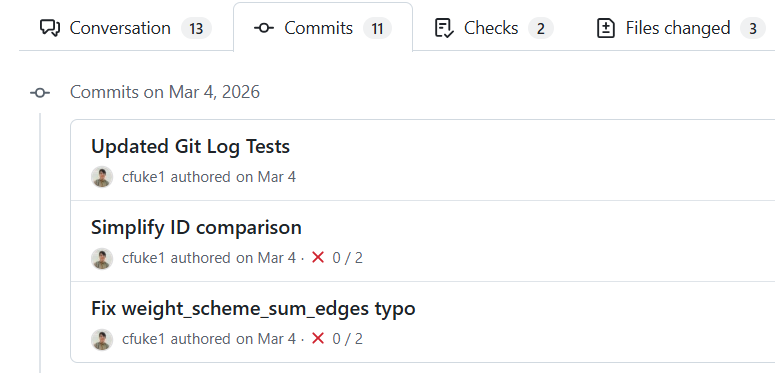 Conversation 13 Commits 11 Checks 2 Files changed 3
Commits on Mar 4, 2026
Updated Git Log Tests
cfuke1 authored on Mar 4
Simplify ID comparison
cfuke1 authored on Mar 4 · 0 / 2
Fix weight_scheme_sum_edges typo
cfuke1 authored on Mar 4 · 0 / 2